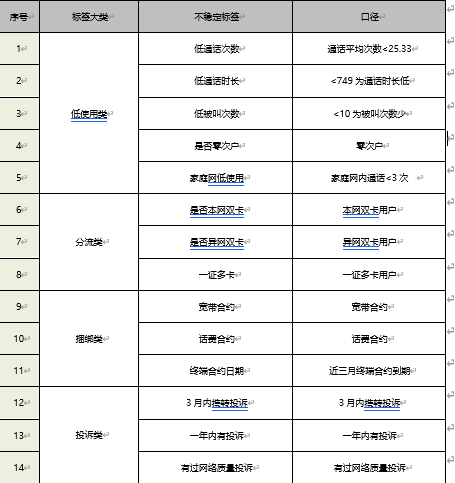 序号 标签大类 不稳定标签 口径
1 低使用类 低通话次数 通话平均次数<25.33
2 低通话时长 <749 为通话时长低
3 低被叫次数 <10 为被叫次数少
4 是否零次户 零次户
5 家庭网低使用 家庭网内通话<3 次
6 分流类 是否本网双卡 本网双卡用户
7 是否异网双卡 异网双卡用户
8 一证多卡 一证多卡用户
9 捆绑类 宽带合约 宽带合约
10 话费合约 话费合约
11 终端合约日期 近三月终端合约到期
12 投诉类 3 月内携转投诉 3 月内携转投诉
13 一年内有投诉 一年内有投诉
14 有过网络质量投诉 有过网络质量投诉